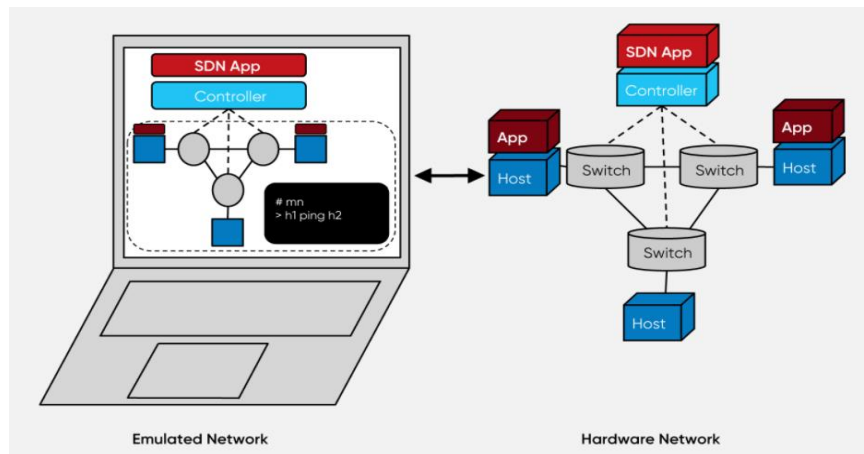 SDN App
Controller
# mn
> h1 ping h2
Emulated Network
SDN App
Controller
App
Host
Switch
Switch
App
Host
Switch
Host
Hardware Network